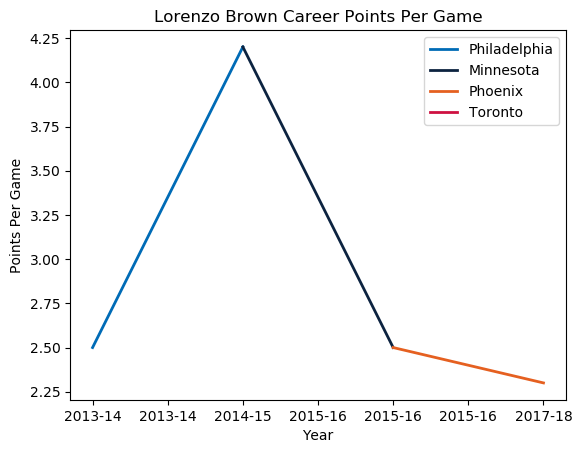 Lorenzo Brown Career Points Per Game
4.25
4.00
3.75
3.50
3.25
3.00
2.75
2.50
2.25
Points Per Game
Philadelphia
Minnesota
Phoenix
Toronto
2013-14 2013-14 2014-15 2015-16 2015-16 2015-16 2017-18
Year